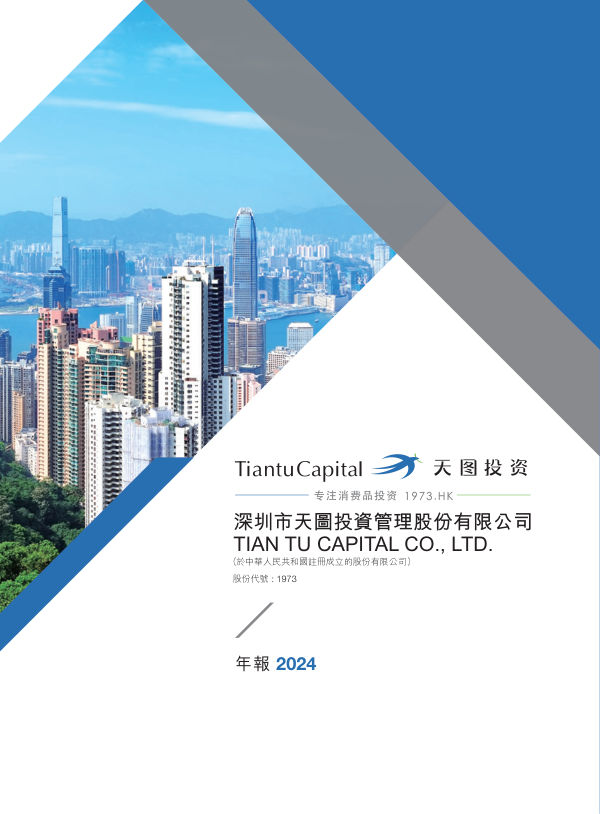 TiantuCapital 天图投资
专注消费品投资 1973.HK
深圳市天圖投資管理股份有限公司
TIAN TU CAPITAL CO., LTD.
(於中華人民共和國註冊成立的股份有限公司)
股份代號：1973
年報 2024